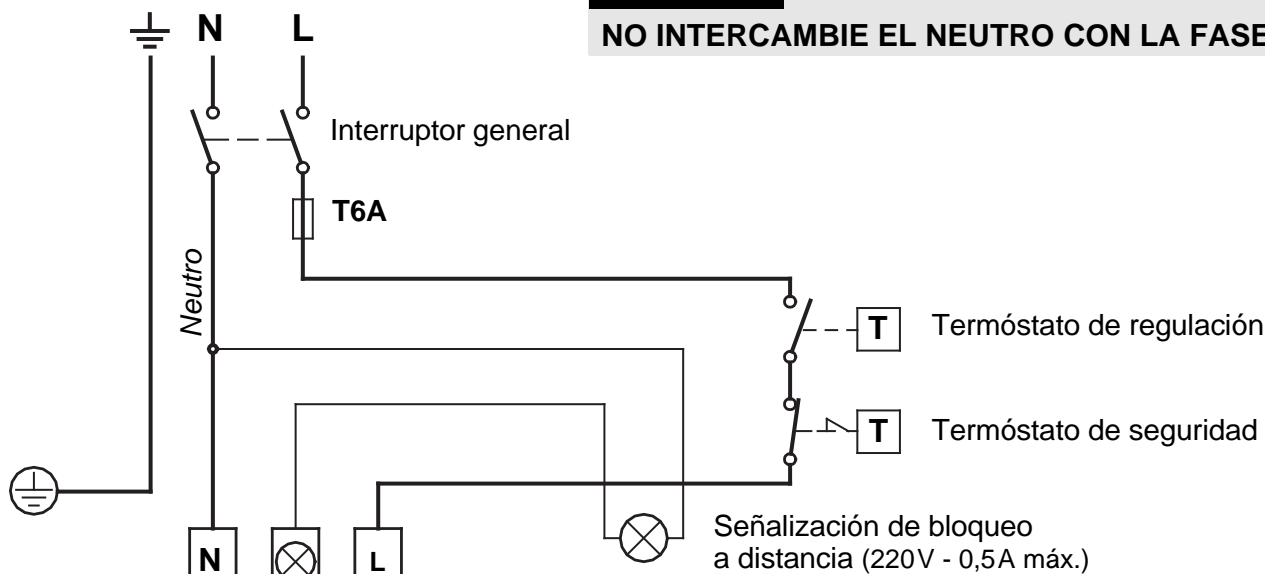 NO INTERCAMBIE EL NEUTRO CON LA FASE
N L
Interruptor general
T6A
Neutro
T Termóstato de regulación
T Termóstato de seguridad
Señalización de bloqueo
a distancia (220V - 0,5A máx.)
N L